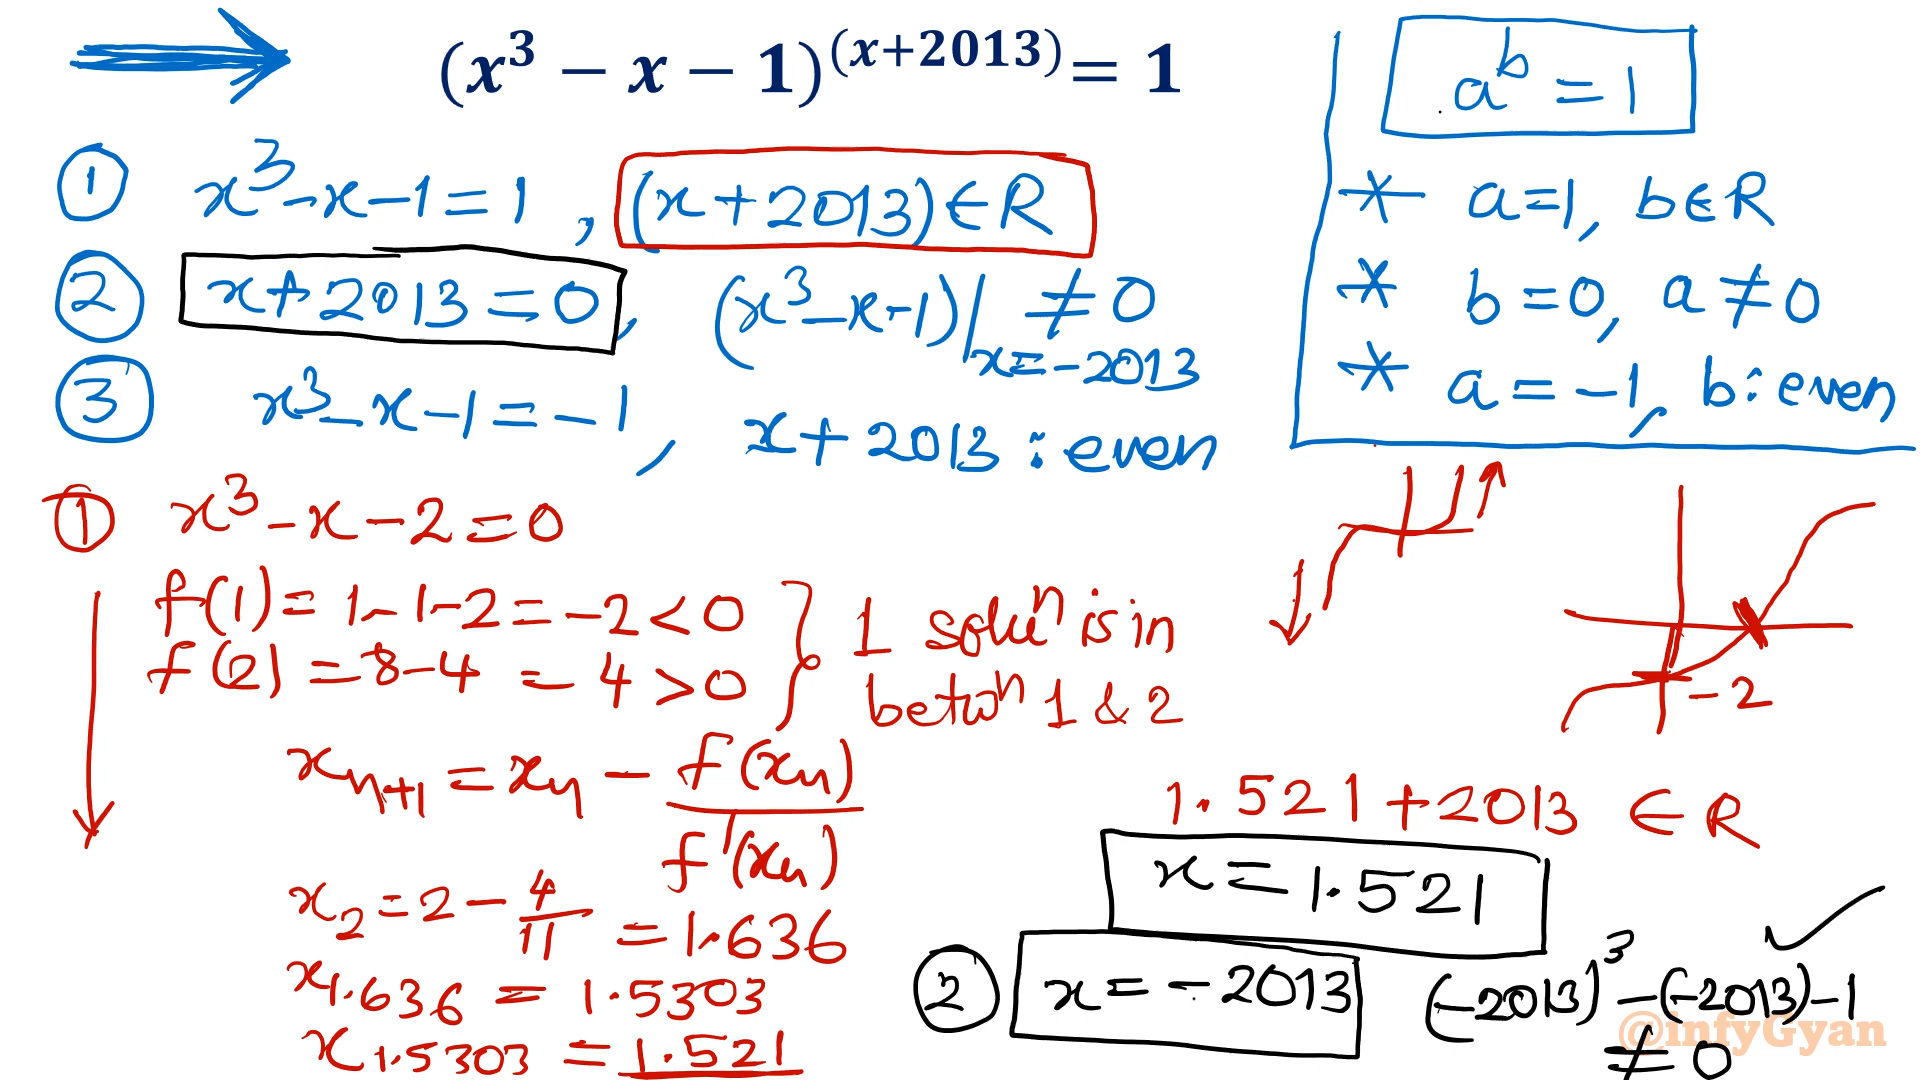 (x³ − x − 1)^(x+2013) = 1
a^b = 1
① x³ - x - 1 = 1 , (x + 2013) ∈ R
* a=1, b∈R
② x + 2013 = 0 , (x³ - x - 1)| x = -2013 ≠ 0
* b = 0, a ≠ 0
③ x³ - x - 1 = -1 , x + 2013 : even
* a = -1, b : even
① x³ - x - 2 = 0
f(1) = 1 - 1 - 2 = -2 < 0
f(2) = 8 - 4 = 4 > 0
} 1 soluⁿ is in
betwⁿ 1 & 2
-2
xₙ₊₁ = xₙ - f(xₙ) / f'(xₙ)
x₂ = 2 - 4/11 = 1.636
x₁.₆₃₆ = 1.5303
x₁.₅₃₀₃ = 1.521
1.521 + 2013 ∈ R
x = 1.521
② x = -2013 (-2013)³ - (-2013) - 1
≠ 0
@infyGyan